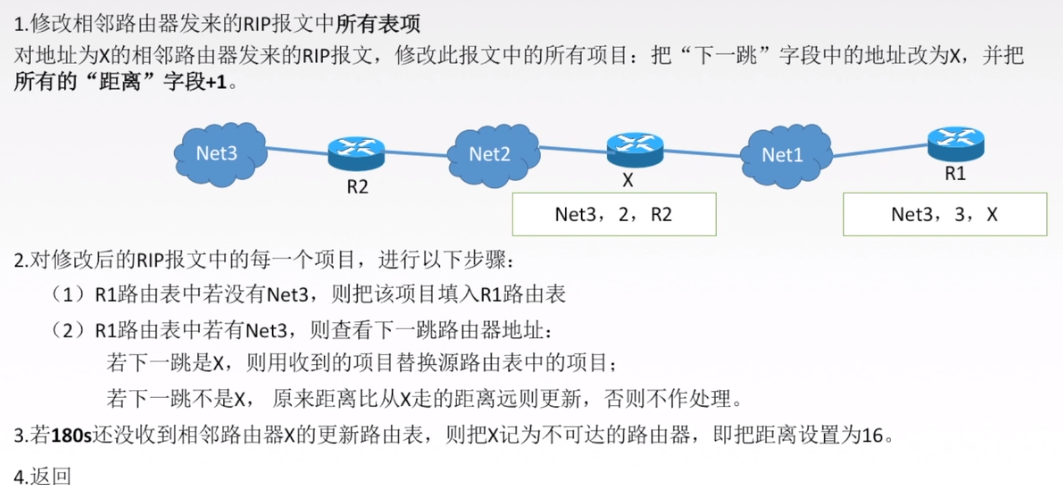 1.修改相邻路由器发来的RIP报文中所有表项
对地址为X的相邻路由器发来的RIP报文，修改此报文中的所有项目：把“下一跳”字段中的地址改为X，并把
所有的“距离”字段+1。
Net3
R2
Net2
X
Net1
R1
Net3，2，R2
Net3，3，X
2.对修改后的RIP报文中的每一个项目，进行以下步骤：
（1）R1路由表中若没有Net3，则把该项目填入R1路由表
（2）R1路由表中若有Net3，则查看下一跳路由器地址：
若下一跳是X，则用收到的项目替换源路由表中的项目；
若下一跳不是X， 原来距离比从X走的距离远则更新，否则不作处理。
3.若180s还没收到相邻路由器X的更新路由表，则把X记为不可达的路由器，即把距离设置为16。
4.返回